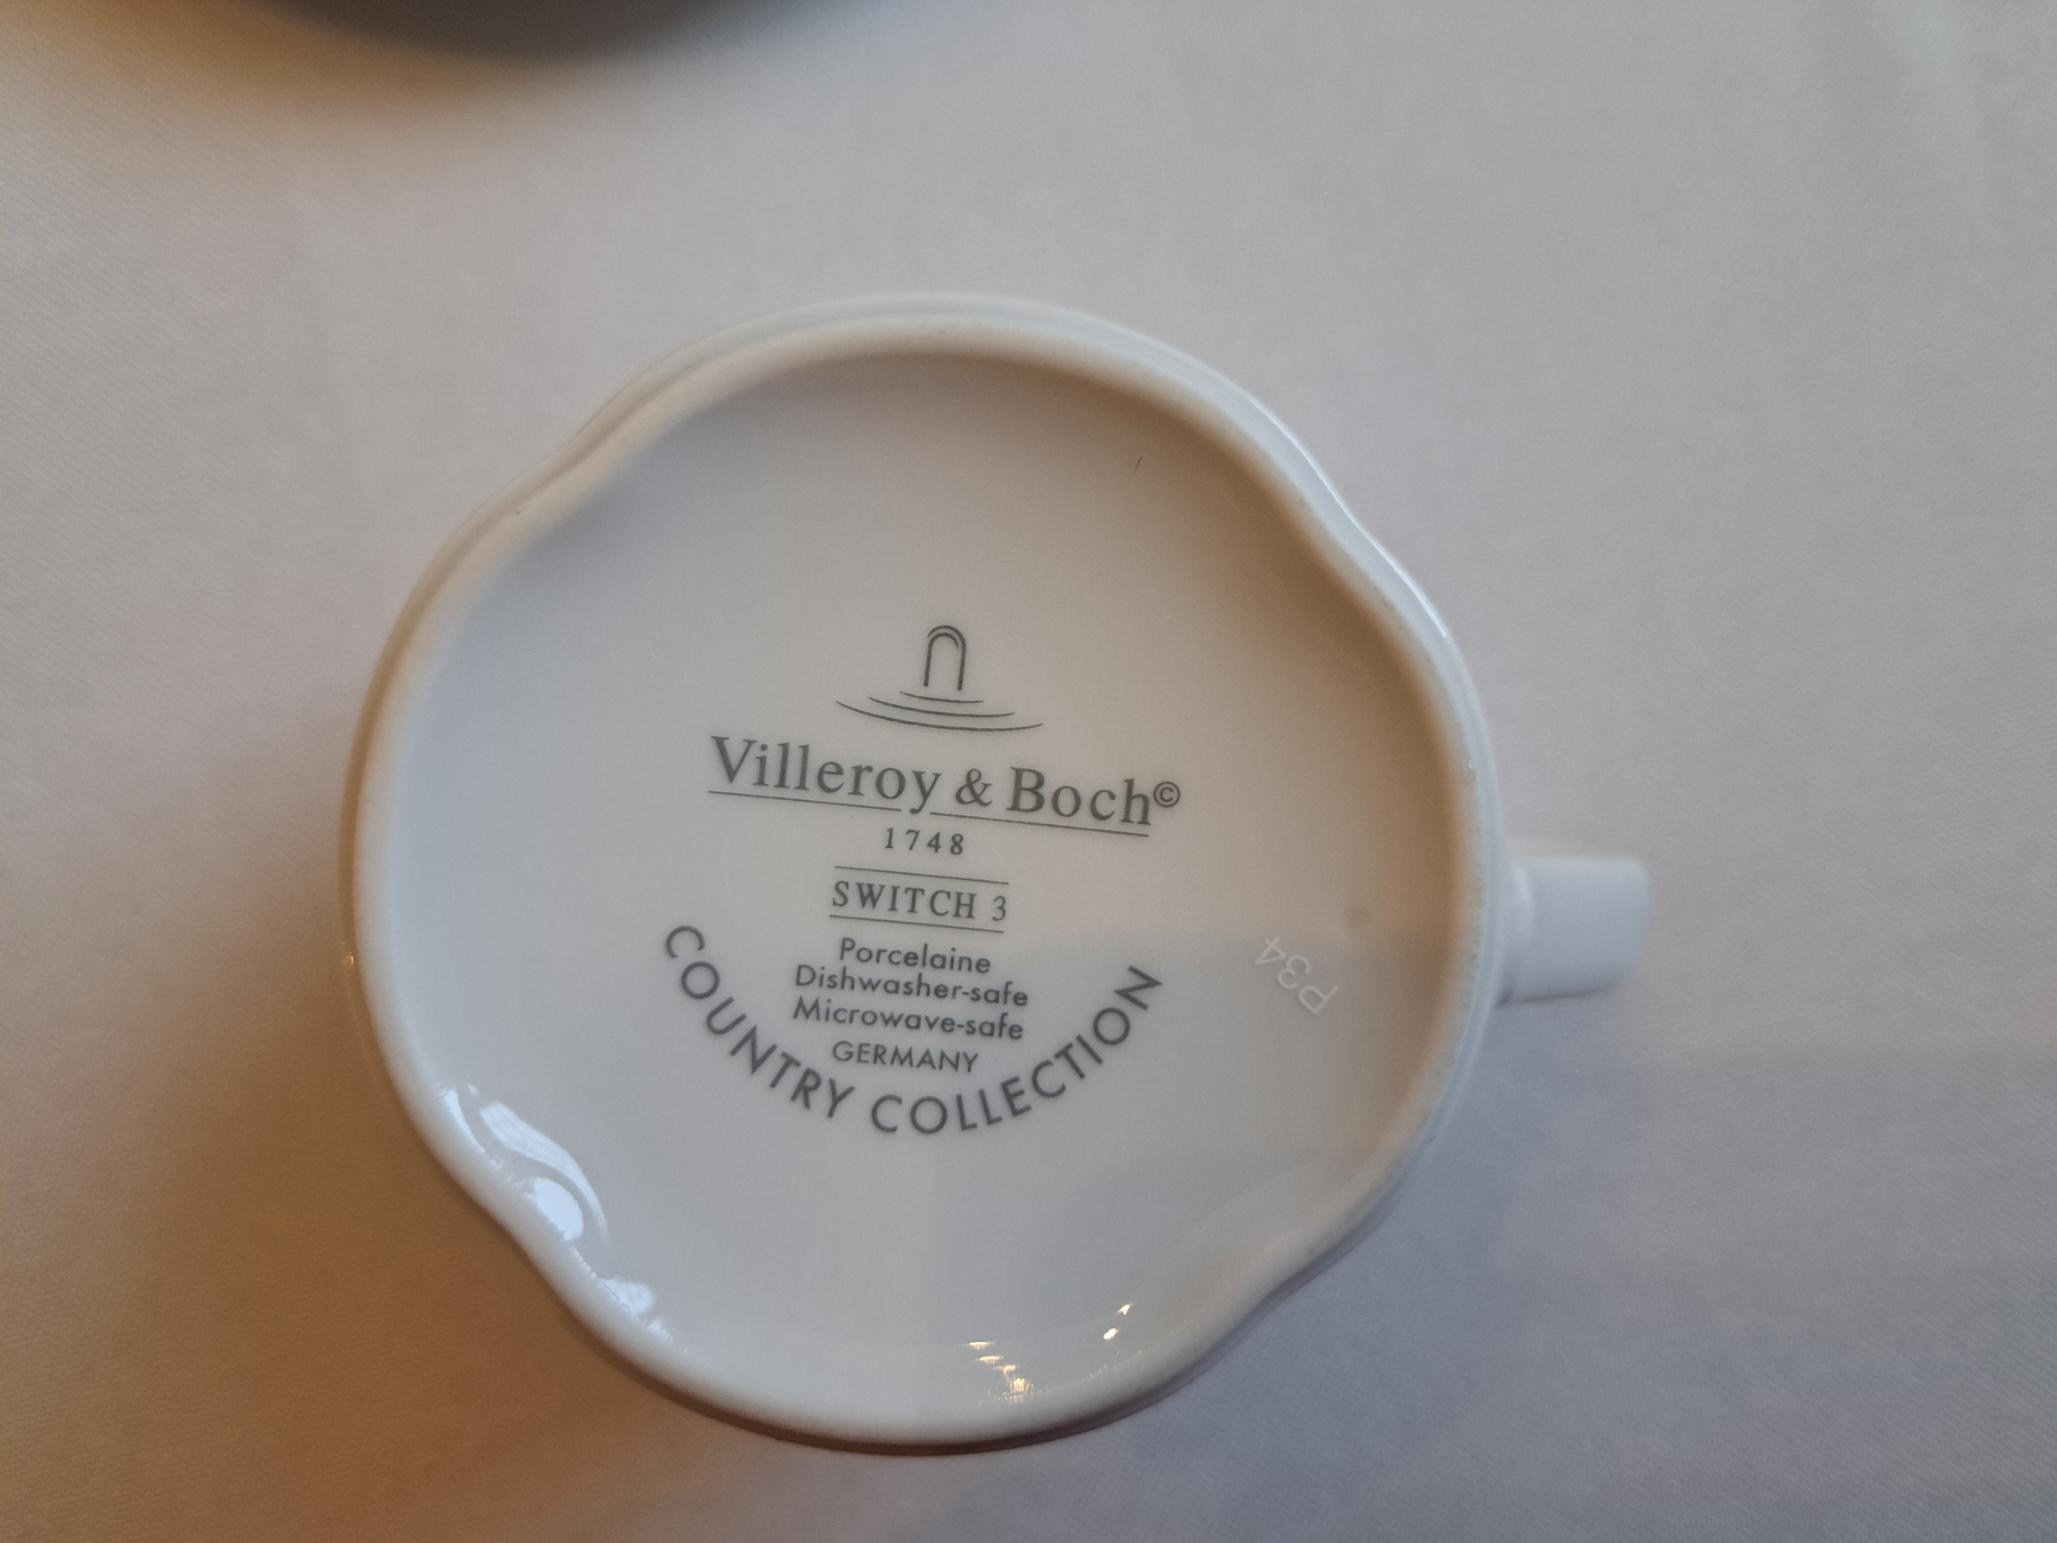 Villeroy & Boch©
1748
SWITCH 3
Porcelaine
Dishwasher-safe
Microwave-safe
GERMANY
COUNTRY COLLECTION
P34